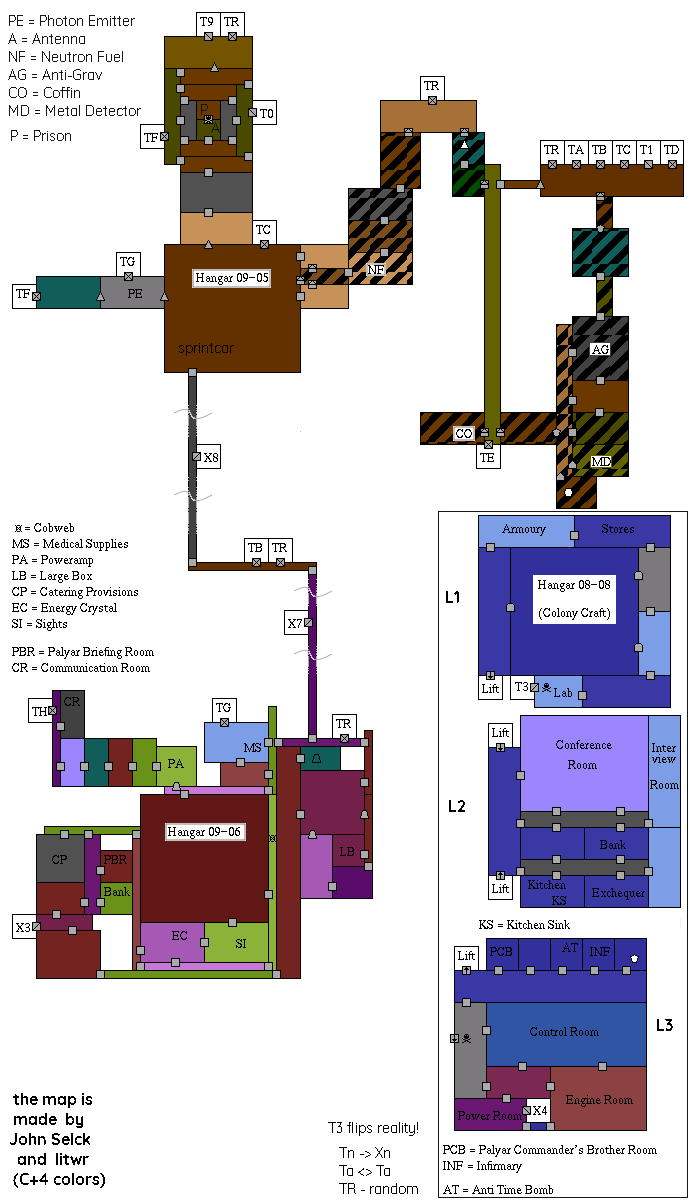 PE = Photon Emitter
A = Antenna
NF = Neutron Fuel
AG = Anti-Grav
CO = Coffin
MD = Metal Detector
P = Prison
T9 TR
P
A
TF
T0
TR
TR TA TB TC T1 TD
TC
TG
TF
PE
Hangar 09-05
NF
sprintcar
AG
CO
TE
MD
X8
¤ = Cobweb
MS = Medical Supplies
PA = Poweramp
LB = Large Box
CP = Catering Provisions
EC = Energy Crystal
SI = Sights
PBR = Palyar Briefing Room
CR = Communication Room
TB TR
X7
TH
CR
TG
TR
MS
PA
Hangar 09-06
CP
PBR
Bank
LB
X3
EC
SI
Armoury
Stores
L1
Hangar 08-08
(Colony Craft)
Lift
T3
Lab
Lift
Conference
Room
Inter
view
Room
L2
Bank
Lift
Kitchen
KS
Exchequer
KS = Kitchen Sink
Lift
PCB
AT
INF
Control Room
L3
Engine Room
Power Room
X4
PCB = Palyar Commander's Brother Room
INF = Infirmary
AT = Anti Time Bomb
the map is
made by
John Selck
and litwr
(C+4 colors)
T3 flips reality!
Tn -> Xn
Ta <> Ta
TR - random